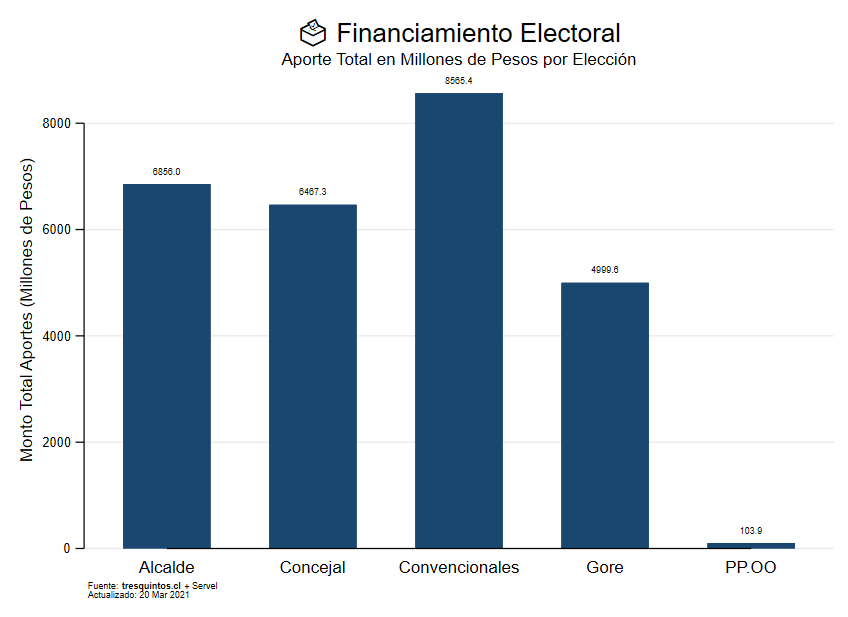 Financiamiento Electoral
Aporte Total en Millones de Pesos por Elección
Monto Total Aportes (Millones de Pesos)
8000
6000
4000
2000
0
6856.0
6467.3
8565.4
4999.6
103.9
Alcalde
Concejal
Convencionales
Gore
PP.OO
Fuente: tresquintos.cl + Servel
Actualizado: 20 Mar 2021